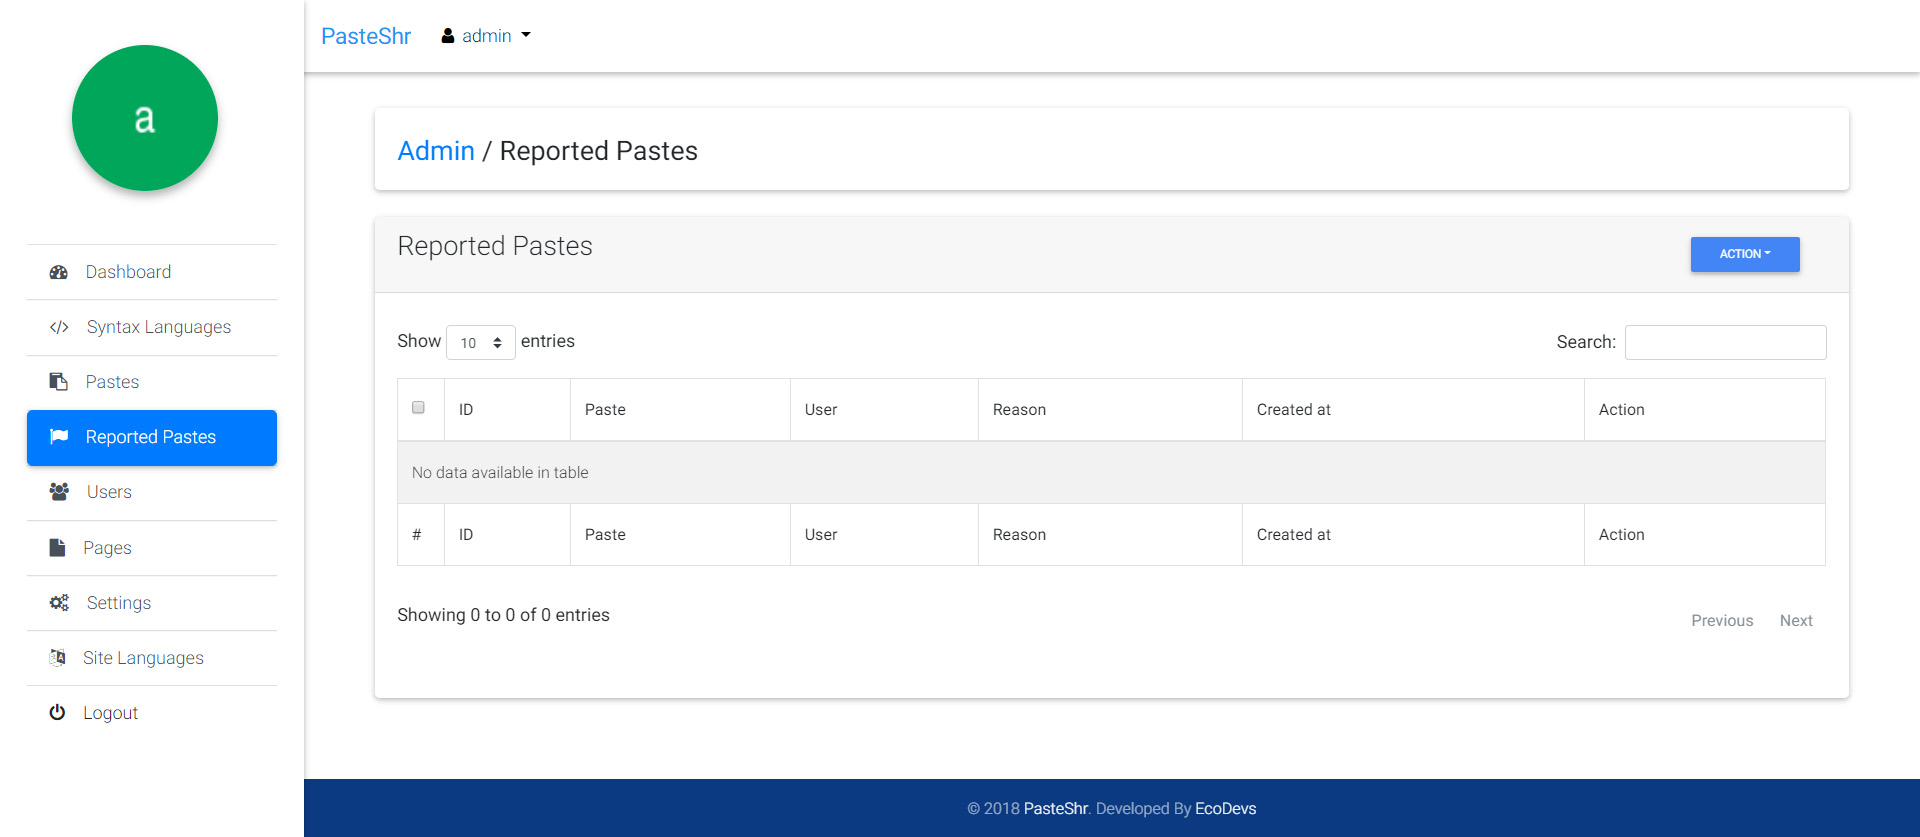 a
Dashboard
Syntax Languages
Pastes
Reported Pastes
Users
Pages
Settings
Site Languages
Logout
PasteShr admin
Admin / Reported Pastes
Reported Pastes ACTION
Show 10 entries Search:
ID Paste User Reason Created at Action
No data available in table
# ID Paste User Reason Created at Action
Showing 0 to 0 of 0 entries Previous Next
© 2018 PasteShr. Developed By EcoDevs